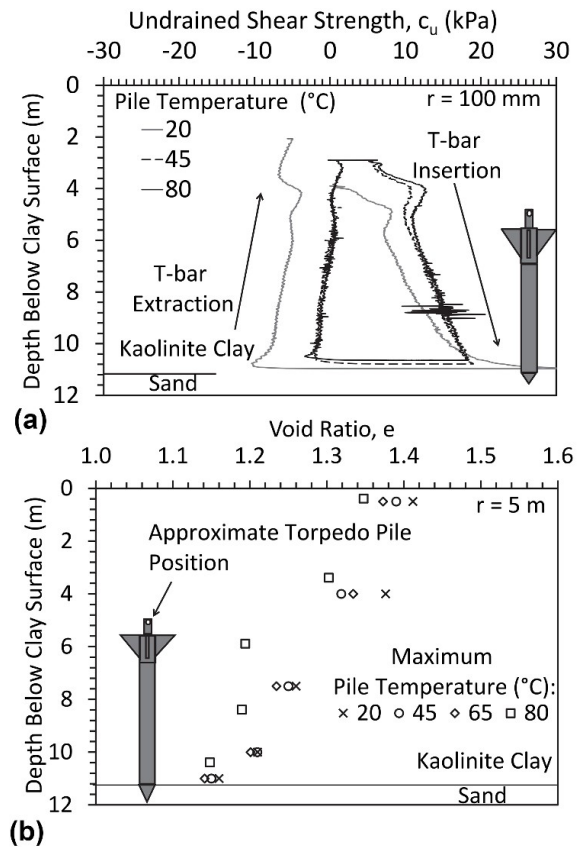 Undrained Shear Strength, cᵤ (kPa)
-30 -20 -10 0 10 20 30
Depth Below Clay Surface (m)
0
2
4
6
8
10
12
Pile Temperature (°C)
20
45
80
r = 100 mm
T-bar
Insertion
T-bar
Extraction
Kaolinite Clay
Sand
(a)
Void Ratio, e
1.0 1.1 1.2 1.3 1.4 1.5 1.6
Depth Below Clay Surface (m)
0
2
4
6
8
10
12
r = 5 m
Approximate Torpedo Pile
Position
Maximum
Pile Temperature (°C):
20 45 65 80
Kaolinite Clay
Sand
(b)